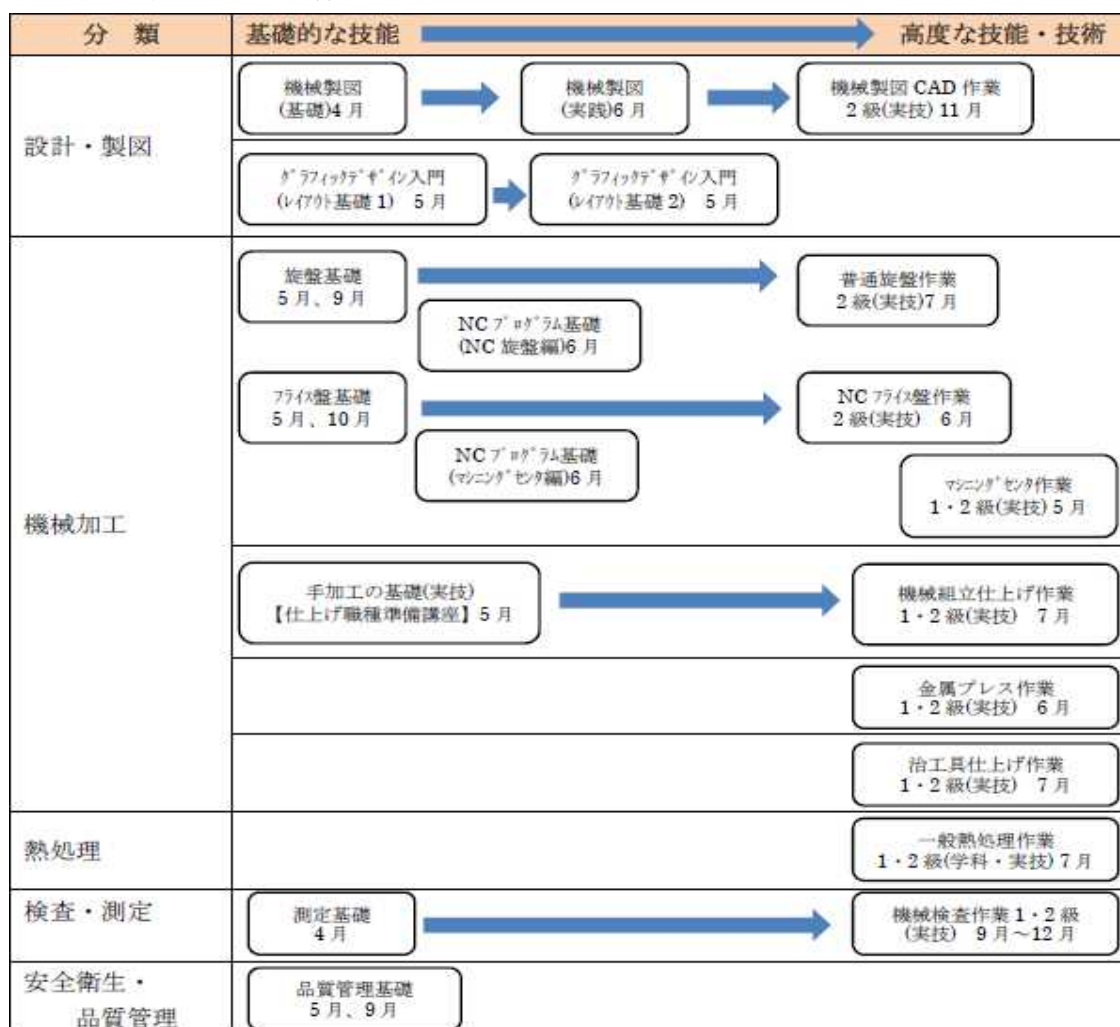 分　類
基礎的な技能
高度な技能・技術
設計・製図
機械製図
(基礎)4月
機械製図
(実践)6月
機械製図 CAD 作業
2 級(実技) 11 月
ｸﾞﾗﾌｨｯｸﾃﾞｻﾞｲﾝ入門
(ﾚｲｱｳﾄ基礎 1)　5 月
ｸﾞﾗﾌｨｯｸﾃﾞｻﾞｲﾝ入門
(ﾚｲｱｳﾄ基礎 2)　5 月
機械加工
旋盤基礎
5 月、9 月
普通旋盤作業
2 級(実技)7 月
NC ﾌﾟﾛｸﾞﾗﾑ基礎
(NC 旋盤編)6 月
ﾌﾗｲｽ盤基礎
5 月、10 月
NC ﾌﾗｲｽ盤作業
2 級(実技)　6 月
NC ﾌﾟﾛｸﾞﾗﾑ基礎
(ﾏｼﾆﾝｸﾞｾﾝﾀ編)6 月
ﾏｼﾆﾝｸﾞｾﾝﾀ作業
1・2 級(実技) 5 月
手加工の基礎(実技)
【仕上げ職種準備講座】5 月
機械組立仕上げ作業
1・2 級(実技)　7 月
金属プレス作業
1・2 級(実技)　6 月
治工具仕上げ作業
1・2 級(実技)　7 月
熱処理
一般熱処理作業
1・2 級(学科・実技) 7 月
検査・測定
測定基礎
4 月
機械検査作業 1・2 級
(実技)　9 月～12 月
安全衛生・
品質管理
品質管理基礎
5 月、9 月